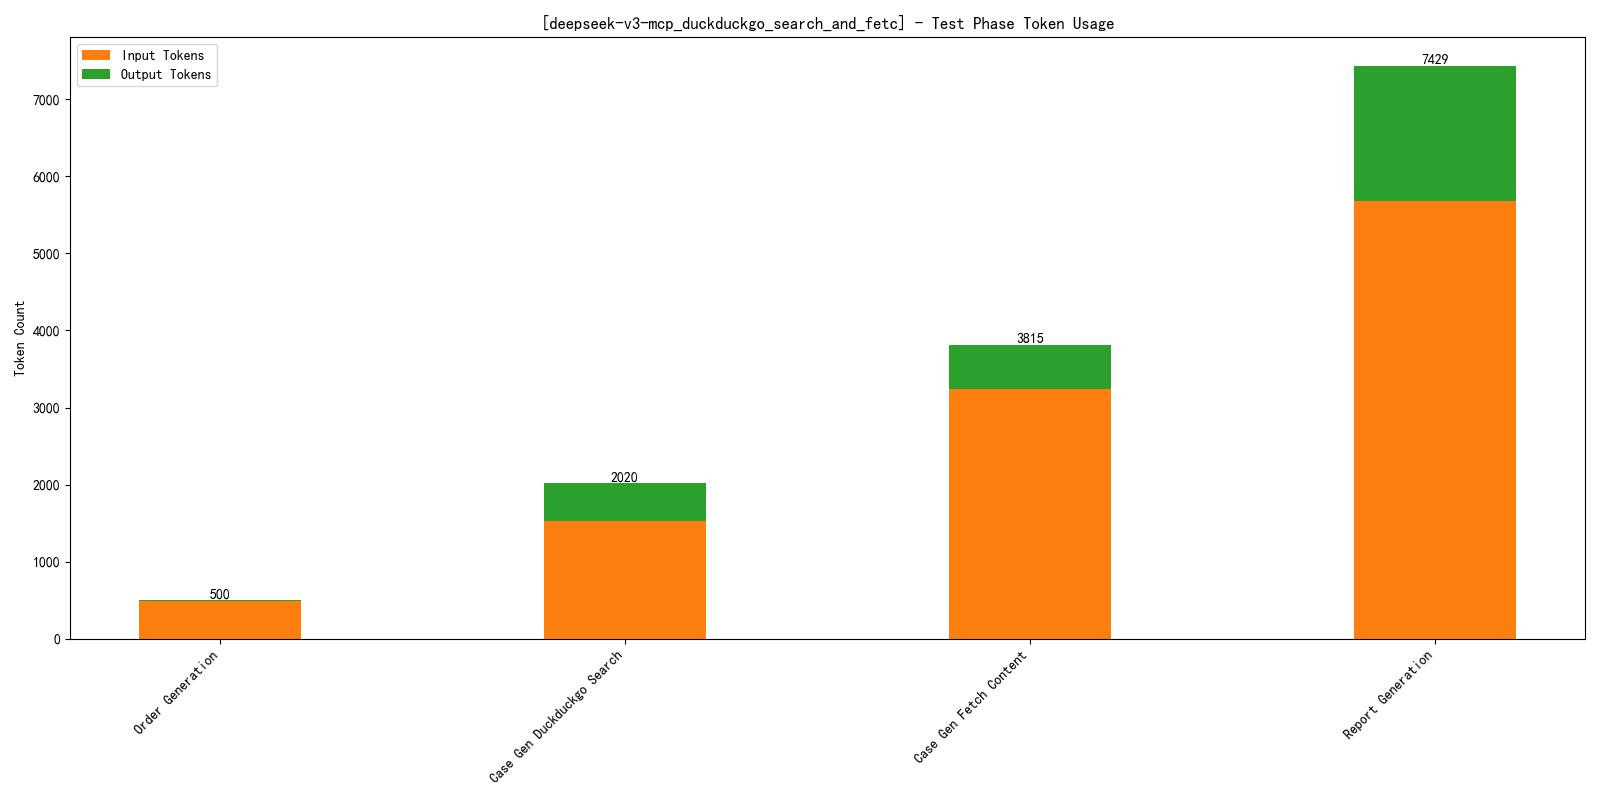 [deepseek-v3-mcp_duckduckgo_search_and_fetc] - Test Phase Token Usage
Input Tokens
Output Tokens
Token Count
7000
6000
5000
4000
3000
2000
1000
0
500
2020
3815
7429
Order Generation
Case Gen Duckduckgo Search
Case Gen Fetch Content
Report Generation